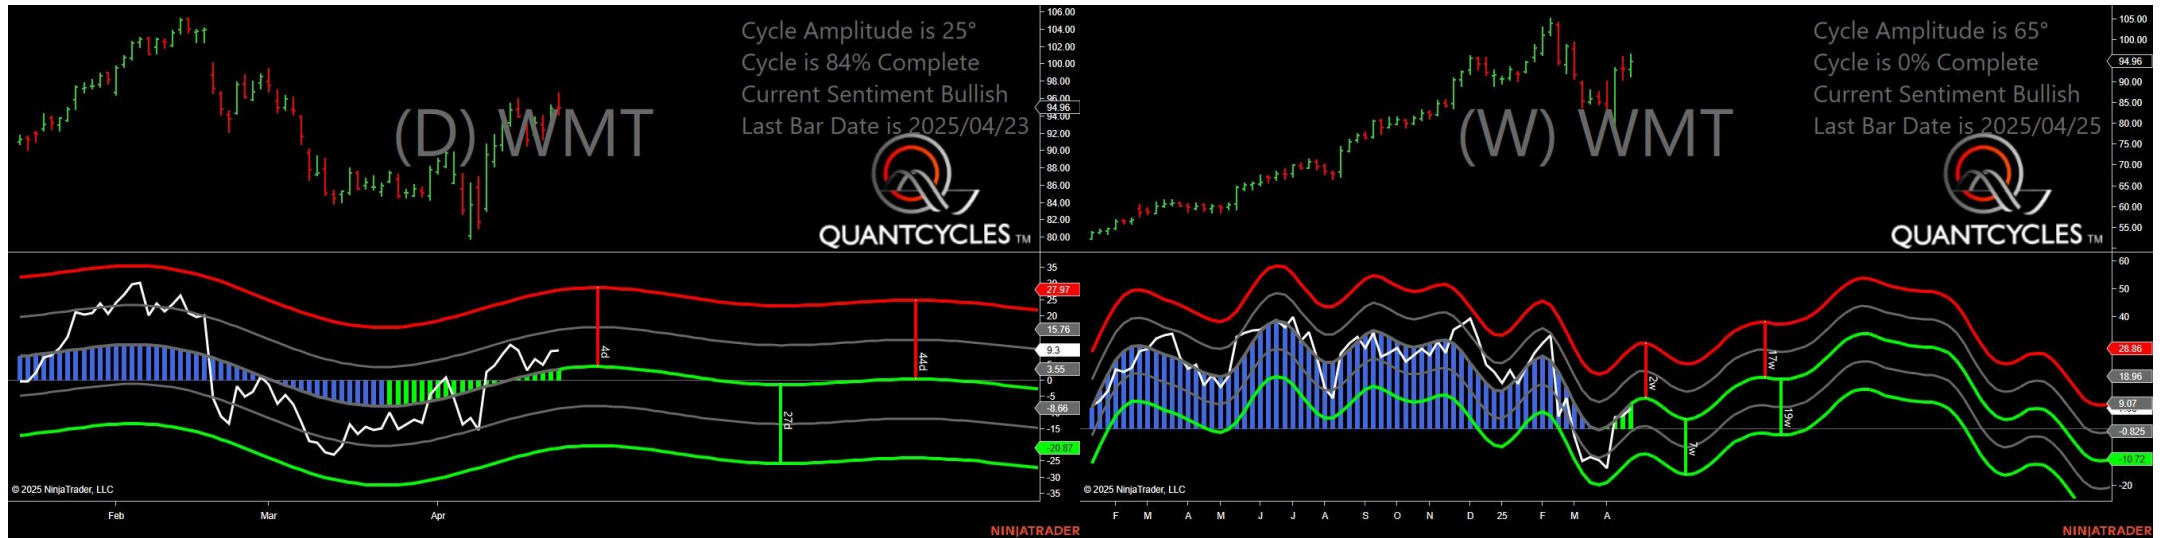 Cycle Amplitude is 25°
Cycle is 84% Complete
Current Sentiment Bullish
Last Bar Date is 2025/04/23
(D) WMT
QUANTCYCLES TM
106.00
104.00
102.00
100.00
98.00
96.00
94.96
94.00
92.00
90.00
88.00
86.00
84.00
82.00
80.00
35
27.97
25
20
15.76
9.3
3.55
0
-5
-8.66
-15
-20.87
-25
-30
-35
4d
27d
44d
© 2025 NinjaTrader, LLC
Feb Mar Apr
NINJATRADER
Cycle Amplitude is 65°
Cycle is 0% Complete
Current Sentiment Bullish
Last Bar Date is 2025/04/25
(W) WMT
QUANTCYCLES TM
105.00
100.00
94.96
90.00
85.00
80.00
75.00
70.00
65.00
60.00
55.00
60
50
40
28.86
18.96
9.07
-0.825
-10.72
-20
2w
7w
17w
19w
© 2025 NinjaTrader, LLC
F M A M J J A S O N D 25 F M A
NINJATRADER